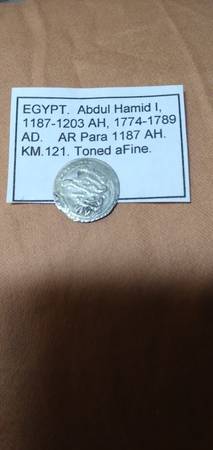 EGYPT. Abdul Hamid I,
1187-1203 AH, 1774-1789
AD. AR Para 1187 AH.
KM.121. Toned aFine.